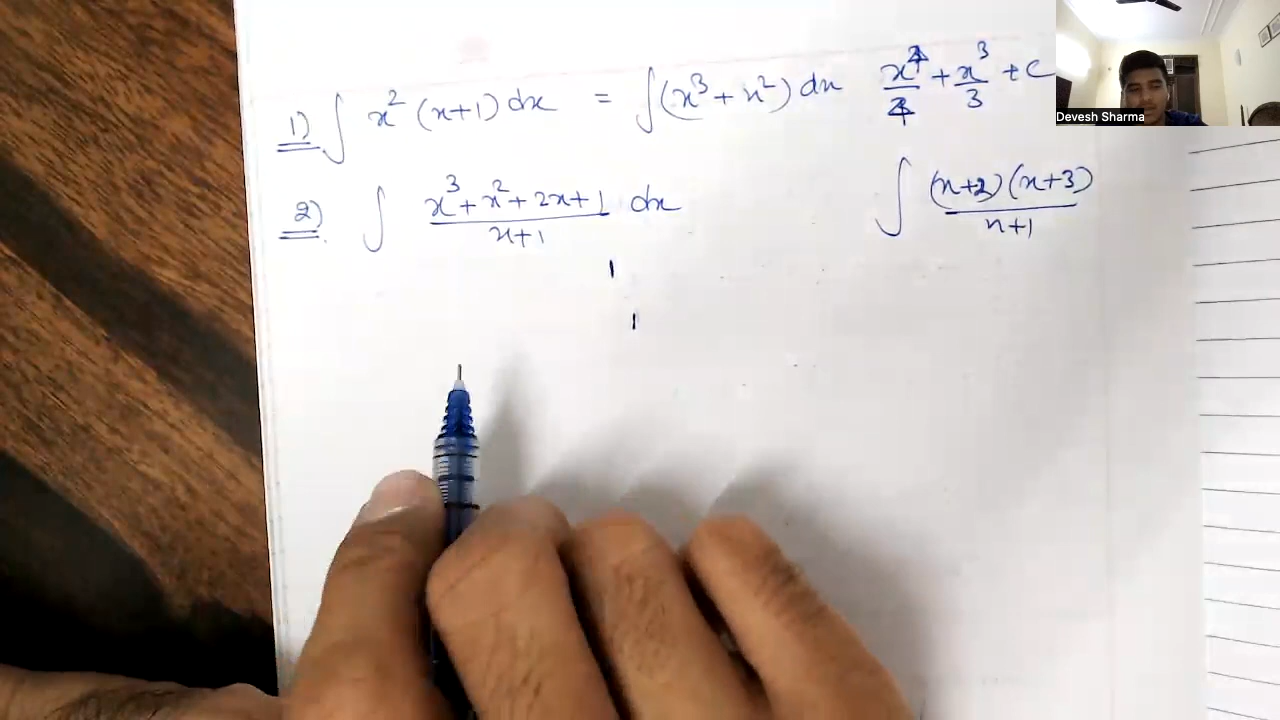 1) ∫ x² (x+1) dx = ∫(x³ + x²) dx x⁴/4 + x³/3 + c
Devesh Sharma
2) ∫ (x³ + x² + 2x + 1)/(x+1) dx ∫ (x+2)(x+3)/(x+1)